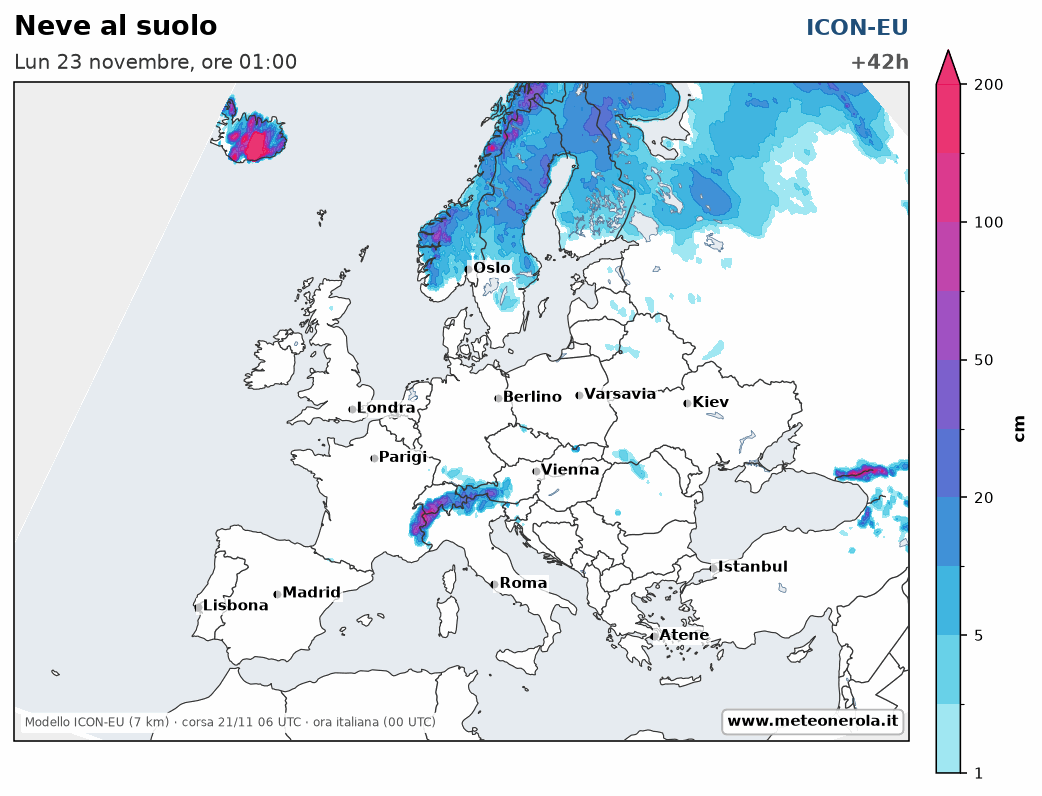 Neve al suolo
ICON-EU
Lun 23 novembre, ore 01:00
+42h
200
100
50
20
5
1
cm
Oslo
Berlino
Varsavia
Kiev
Londra
Parigi
Vienna
Istanbul
Roma
Madrid
Lisbona
Atene
Modello ICON-EU (7 km) · corsa 21/11 06 UTC · ora italiana (00 UTC)
www.meteonerola.it